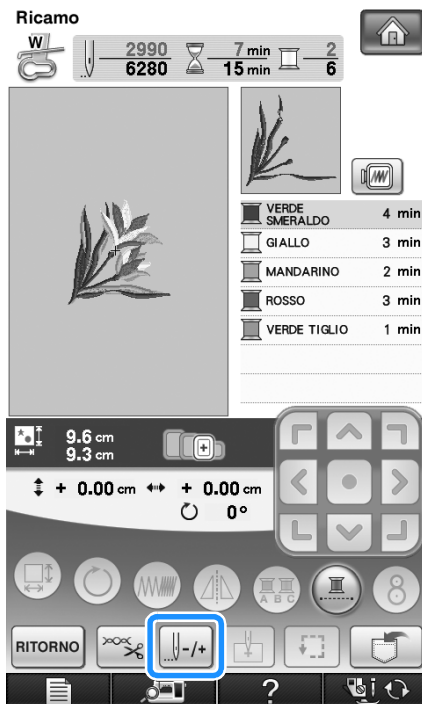 Ricamo
W
2990 7 min 2
6280 15 min 6
VERDE SMERALDO 4 min
GIALLO 3 min
MANDARINO 2 min
ROSSO 3 min
VERDE TIGLIO 1 min
9.6 cm
9.3 cm
+ 0.00 cm + 0.00 cm
0°
A B C
8
RITORNO -/+
?